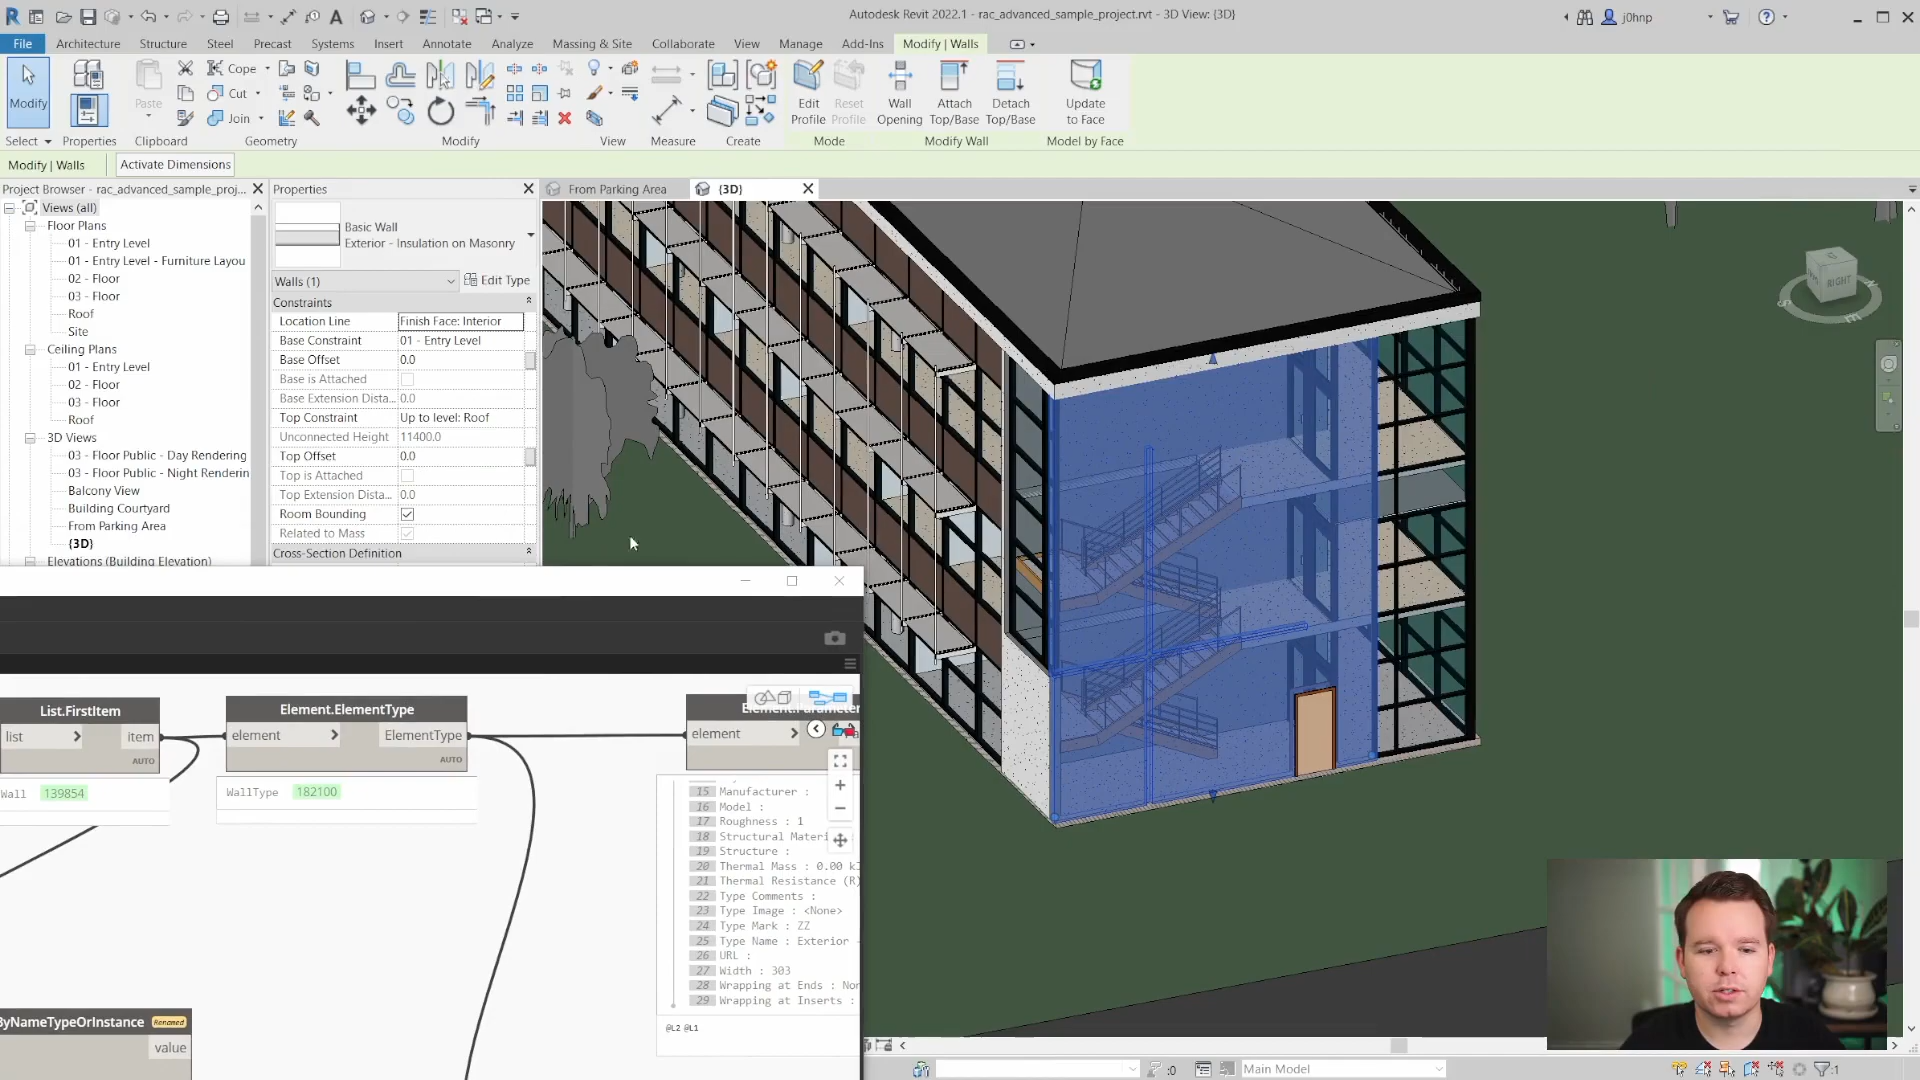 Autodesk Revit 2022.1 - rac_advanced_sample_project.rvt - 3D View: {3D}
j0hnp
File
Architecture
Structure
Steel
Precast
Systems
Insert
Annotate
Analyze
Massing & Site
Collaborate
View
Manage
Add-Ins
Modify | Walls
Modify
Paste
Cope
Cut
Join
Edit Profile
Reset Profile
Wall Opening
Attach Top/Base
Detach Top/Base
Update to Face
Select
Properties
Clipboard
Geometry
Modify
View
Measure
Create
Mode
Modify Wall
Model by Face
Modify | Walls
Activate Dimensions
Project Browser - rac_advanced_sample_proj...
Views (all)
Floor Plans
01 - Entry Level
01 - Entry Level - Furniture Layou
02 - Floor
03 - Floor
Roof
Site
Ceiling Plans
01 - Entry Level
02 - Floor
03 - Floor
Roof
3D Views
03 - Floor Public - Day Rendering
03 - Floor Public - Night Renderin
Balcony View
Building Courtyard
From Parking Area
{3D}
Elevations (Building Elevation)
Properties
Basic Wall
Exterior - Insulation on Masonry
Walls (1)
Edit Type
Constraints
Location Line Finish Face: Interior
Base Constraint 01 - Entry Level
Base Offset 0.0
Base is Attached
Base Extension Dista... 0.0
Top Constraint Up to level: Roof
Unconnected Height 11400.0
Top Offset 0.0
Top is Attached
Top Extension Dista... 0.0
Room Bounding
Related to Mass
Cross-Section Definition
From Parking Area
{3D}
RIGHT
List.FirstItem
list > item
AUTO
Wall 139854
Element.ElementType
element > ElementType
AUTO
WallType 182100
element >
15 Manufacturer :
16 Model :
17 Roughness : 1
18 Structural Materi
19 Structure :
20 Thermal Mass : 0.00 kJ
21 Thermal Resistance (R)
22 Type Comments :
23 Type Image : <None>
24 Type Mark : ZZ
25 Type Name : Exterior -
26 URL :
27 Width : 303
28 Wrapping at Ends : Non
29 Wrapping at Inserts :
@L2 @L1
ByNameTypeOrInstance Renamed
value
:0
Main Model
:1